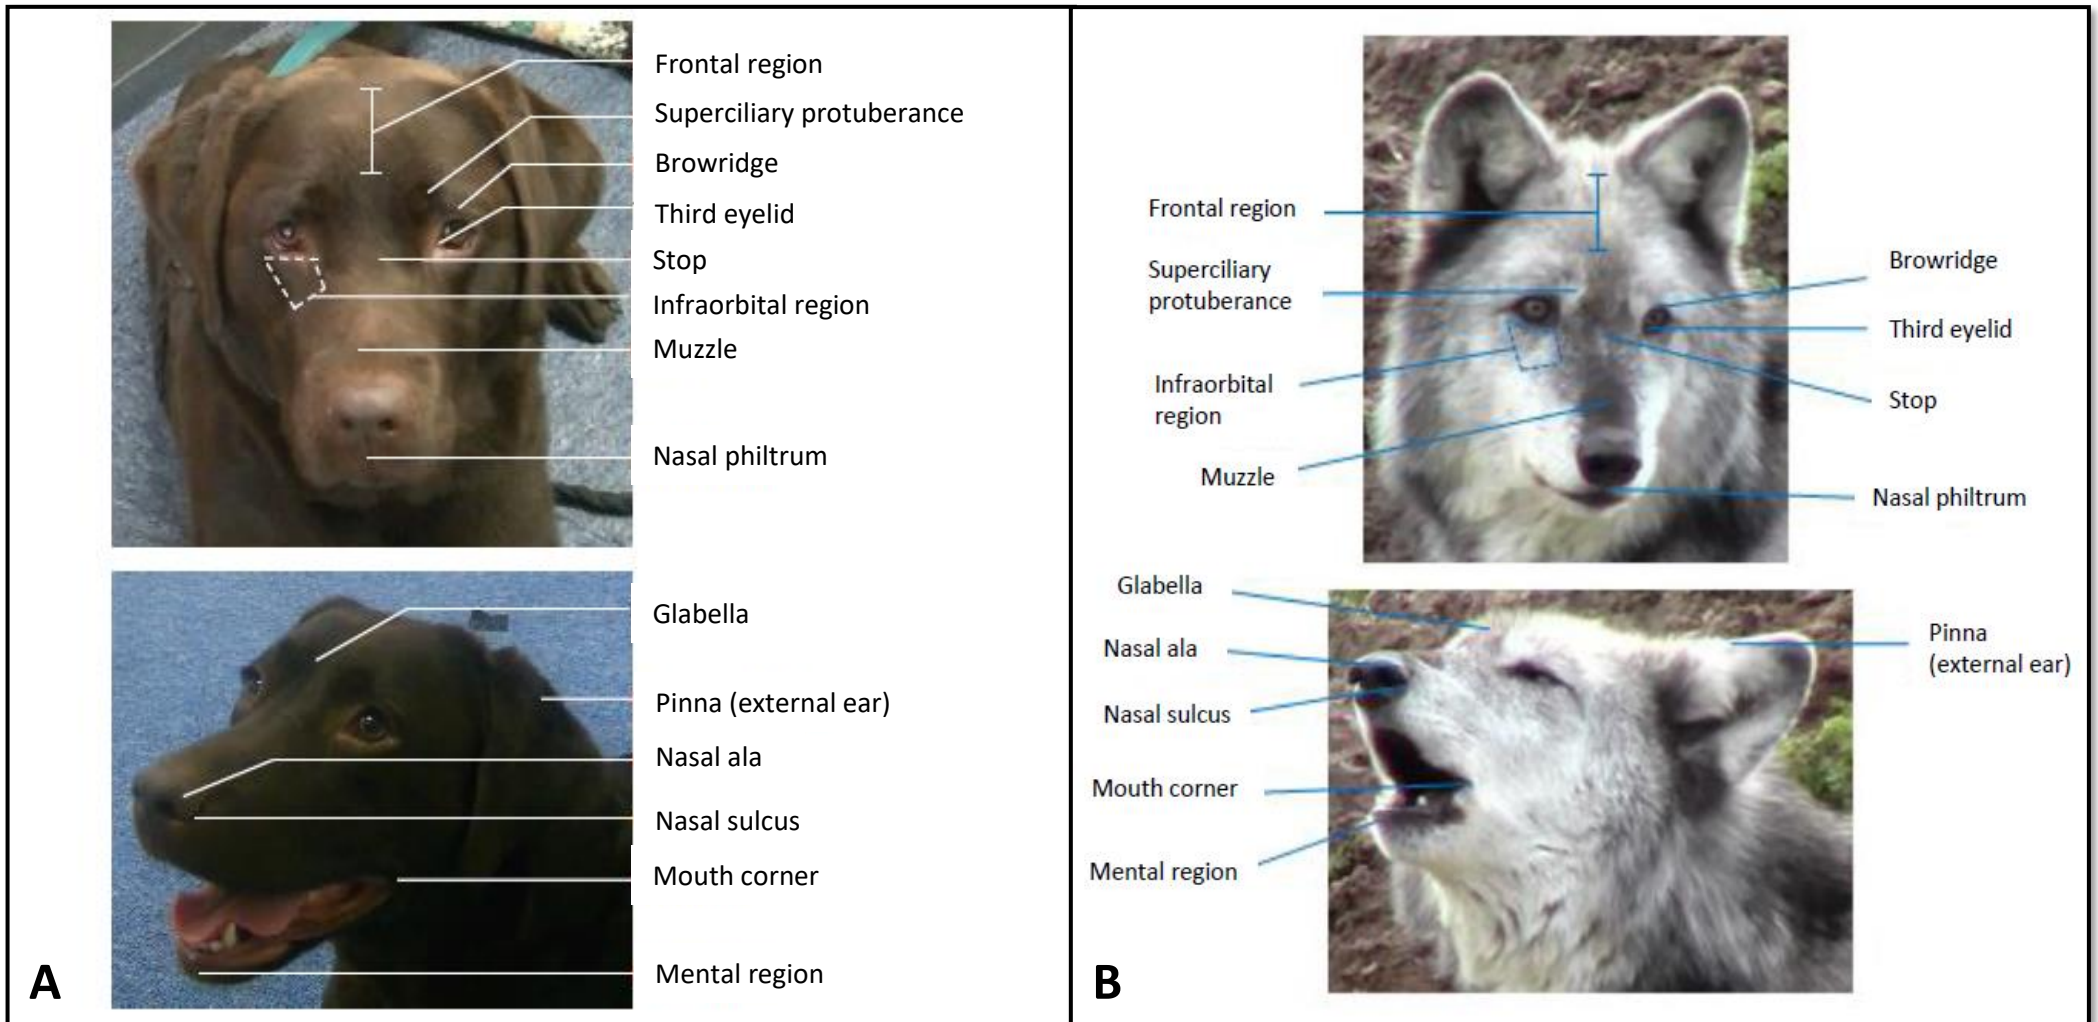 Frontal region
Superciliary protuberance
Browridge
Third eyelid
Stop
Infraorbital region
Muzzle
Nasal philtrum
Glabella
Pinna (external ear)
Nasal ala
Nasal sulcus
Mouth corner
Mental region
A
Frontal region
Superciliary
protuberance
Infraorbital
region
Muzzle
Browridge
Third eyelid
Stop
Nasal philtrum
Glabella
Nasal ala
Nasal sulcus
Mouth corner
Mental region
Pinna
(external ear)
B